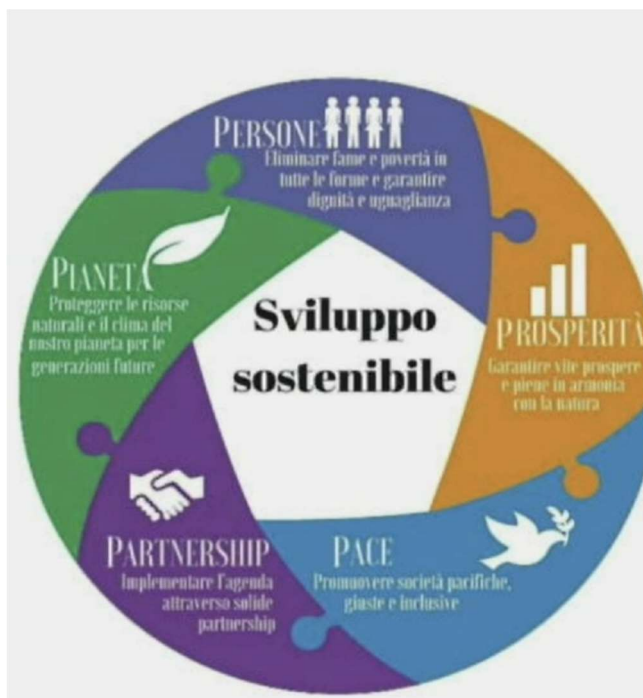 PERSONE
Eliminare fame e povertà in
tutte le forme e garantire
dignità e uguaglianza
PROSPERITÀ
Garantire vite prospere
e piene in armonia
con la natura
PACE
Promuovere società pacifiche,
giuste e inclusive
PARTNERSHIP
Implementare l'agenda
attraverso solide
partnership
PIANETA
Proteggere le risorse
naturali e il clima del
nostro pianeta per le
generazioni future
Sviluppo
sostenibile